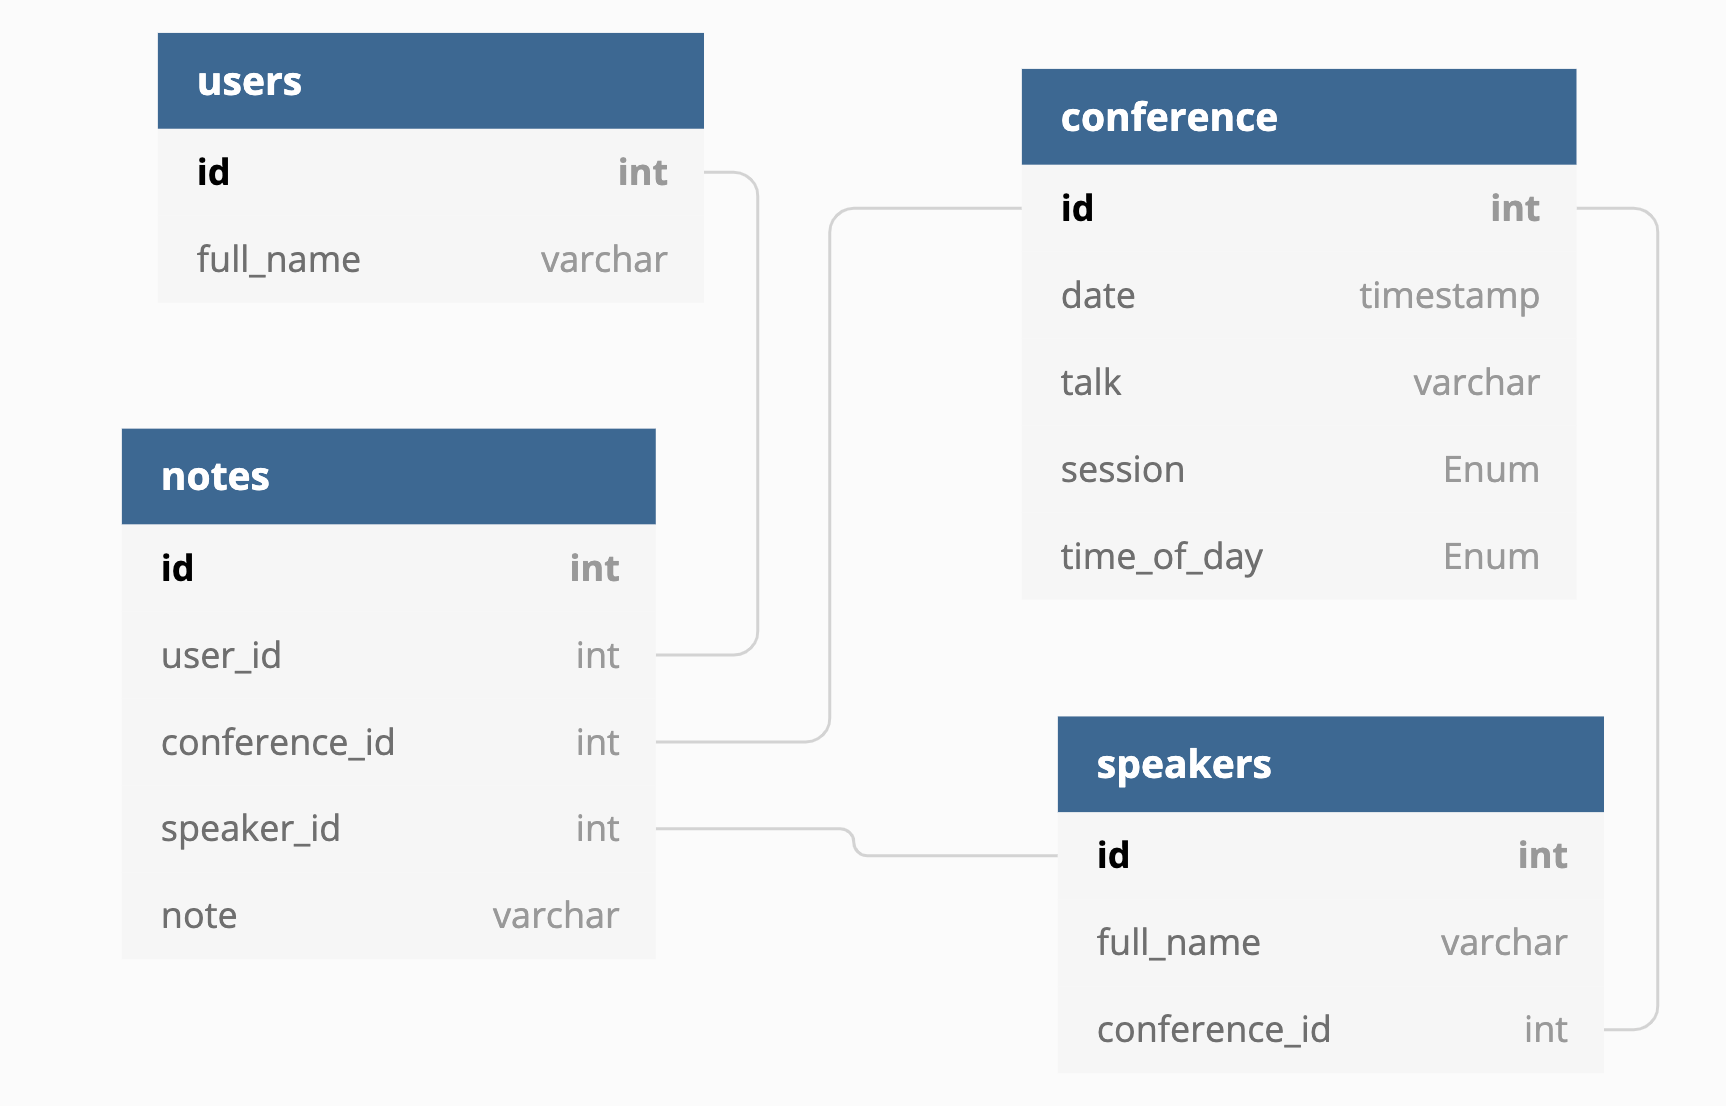 users
id int
full_name varchar
notes
id int
user_id int
conference_id int
speaker_id int
note varchar
conference
id int
date timestamp
talk varchar
session Enum
time_of_day Enum
speakers
id int
full_name varchar
conference_id int